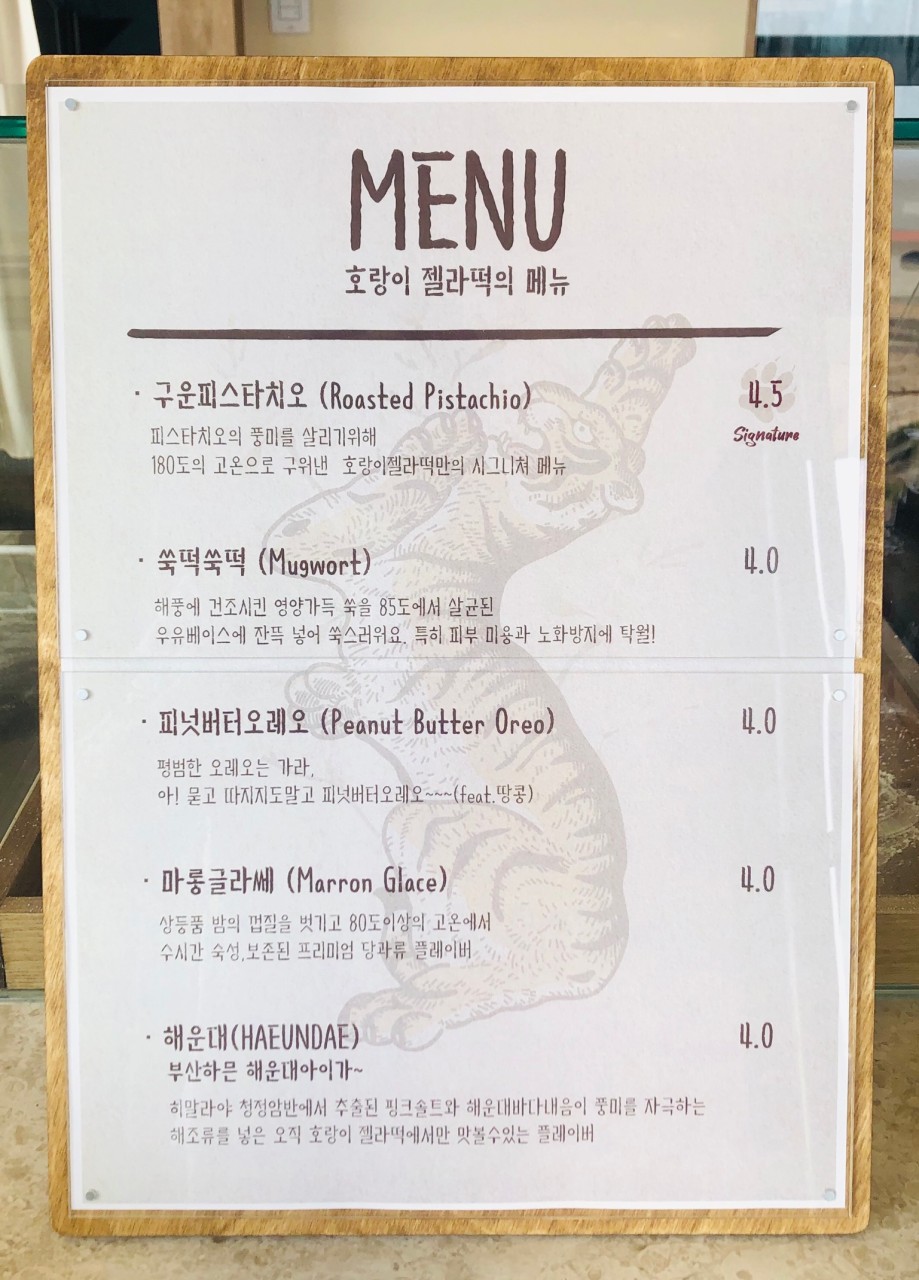 MENU
호랑이 젤라떡의 메뉴
· 구운피스타치오 (Roasted Pistachio) 4.5
Signature
피스타치오의 풍미를 살리기위해
180도의 고온으로 구워낸 호랑이젤라떡만의 시그니쳐 메뉴
· 쑥떡쑥떡 (Mugwort) 4.0
해풍에 건조시킨 영양가득 쑥을 85도에서 살균된
우유베이스에 잔뜩 넣어 쑥스러워요. 특히 피부 미용과 노화방지에 탁월!
· 피넛버터오레오 (Peanut Butter Oreo) 4.0
평범한 오레오는 가라,
아! 묻고 따지지도말고 피넛버터오레오~~~(feat.땅콩)
· 마롱글라쎄 (Marron Glace) 4.0
상등품 밤의 껍질을 벗기고 80도이상의 고온에서
수시간 숙성,보존된 프리미엄 당과류 플레이버
· 해운대(HAEUNDAE) 4.0
부산하믄 해운대아이가~
히말라야 청정암반에서 추출된 핑크솔트와 해운대바다내음이 풍미를 자극하는
해조류를 넣은 오직 호랑이 젤라떡에서만 맛볼수있는 플레이버